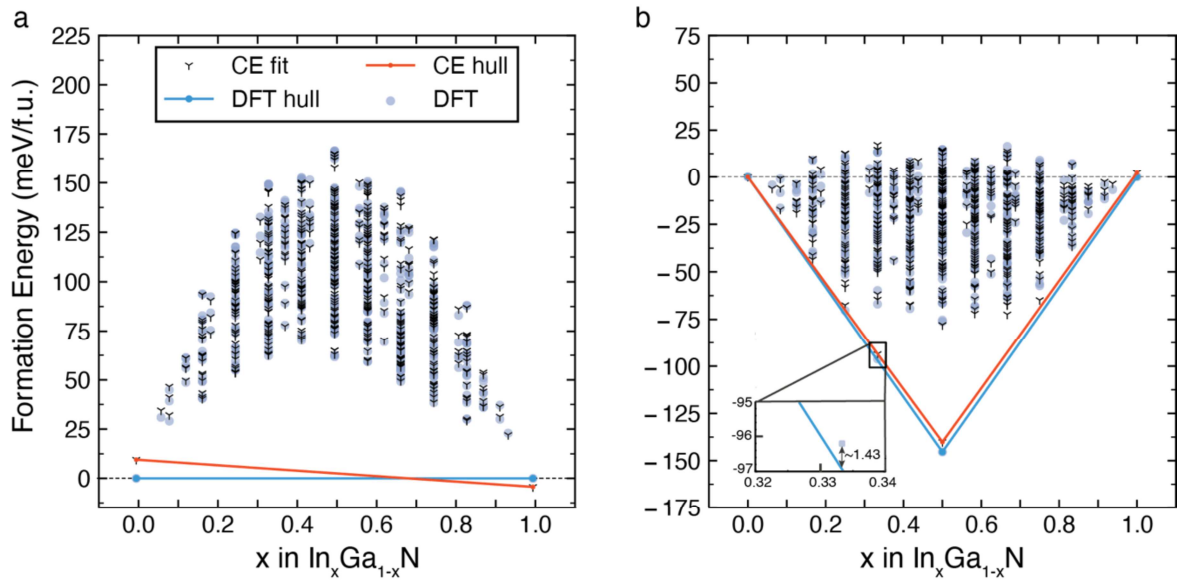 a
225
200
175
150
125
100
75
50
25
0
Formation Energy (meV/f.u.)
CE fit
CE hull
DFT hull
DFT
0.0 0.2 0.4 0.6 0.8 1.0
x in InₓGa₁₋ₓN
b
75
50
25
0
−25
−50
−75
−100
−125
−150
−175
-95
-96
-97
~1.43
0.32 0.33 0.34
0.0 0.2 0.4 0.6 0.8 1.0
x in InₓGa₁₋ₓN